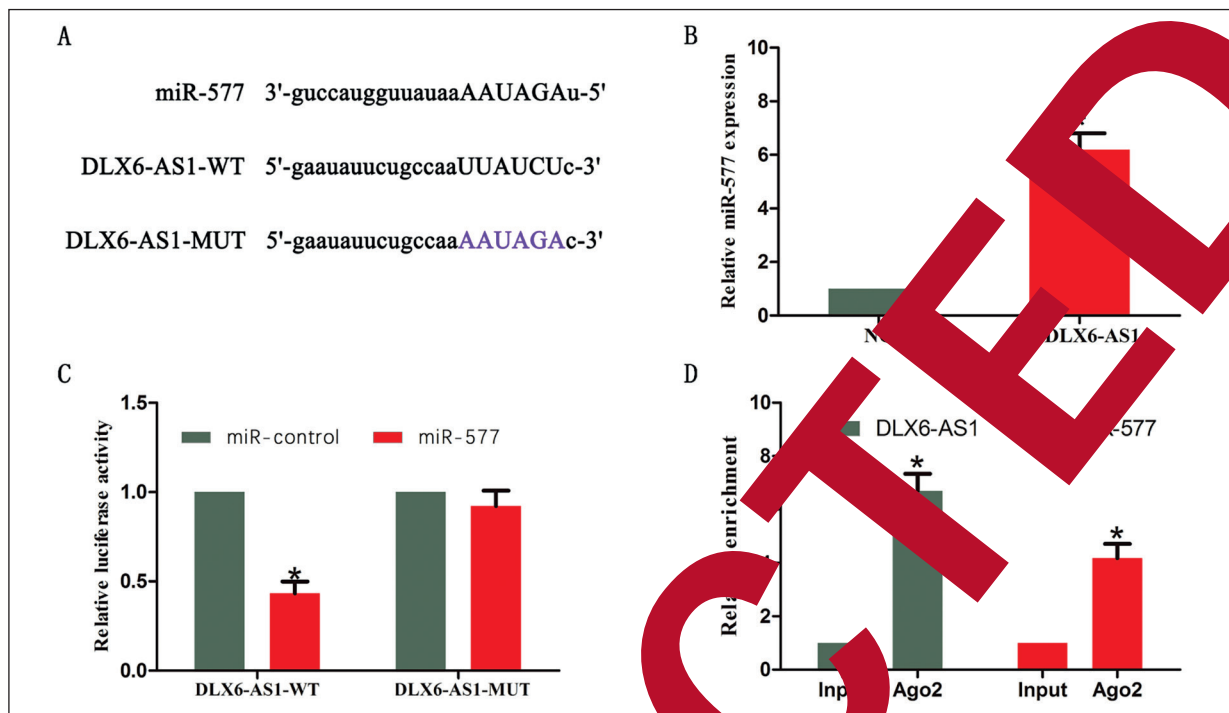 A
miR-577 3'-guccaugguuauaaAAUAGAu-5'
DLX6-AS1-WT 5'-gaauauucugccaaUUAUCUc-3'
DLX6-AS1-MUT 5'-gaauauucugccaaAAUAGAc-3'
B
Relative miR-577 expression
10
8
6
4
2
0
DLX6-AS1
C
Relative luciferase activity
1.5
1.0
0.5
0.0
miR-control miR-577
*
DLX6-AS1-WT DLX6-AS1-MUT
D
enrichment
10
8
4
2
0
DLX6-AS1 -577
* *
Input Ago2 Input Ago2
CTED